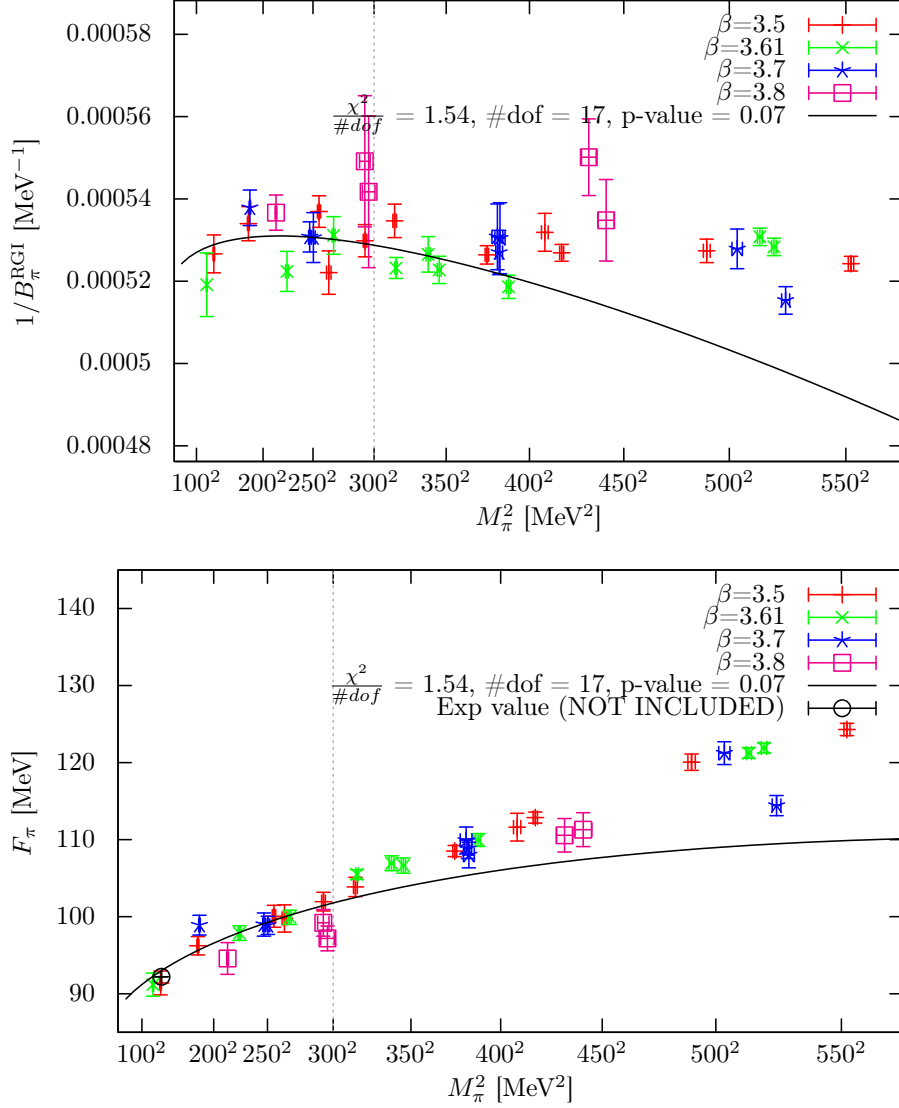 0.00058
0.00056
0.00054
0.00052
0.0005
0.00048
1/B_π^RGI [MeV⁻¹]
β=3.5
β=3.61
β=3.7
β=3.8
χ²/#dof = 1.54, #dof = 17, p-value = 0.07
100² 200² 250² 300² 350² 400² 450² 500² 550²
M_π² [MeV²]
140
130
120
110
100
90
F_π [MeV]
β=3.5
β=3.61
β=3.7
β=3.8
χ²/#dof = 1.54, #dof = 17, p-value = 0.07
Exp value (NOT INCLUDED)
100² 200² 250² 300² 350² 400² 450² 500² 550²
M_π² [MeV²]